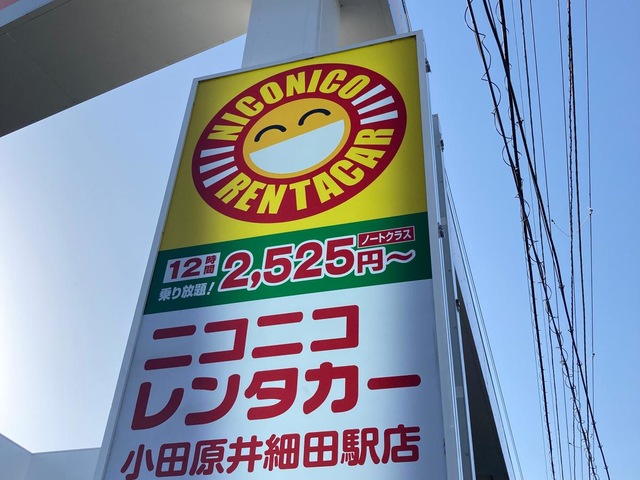 NICONICO
RENTACAR
12時間
乗り放題!
2,525円～
ノートクラス
ニコニコ
レンタカー
小田原井細田駅店